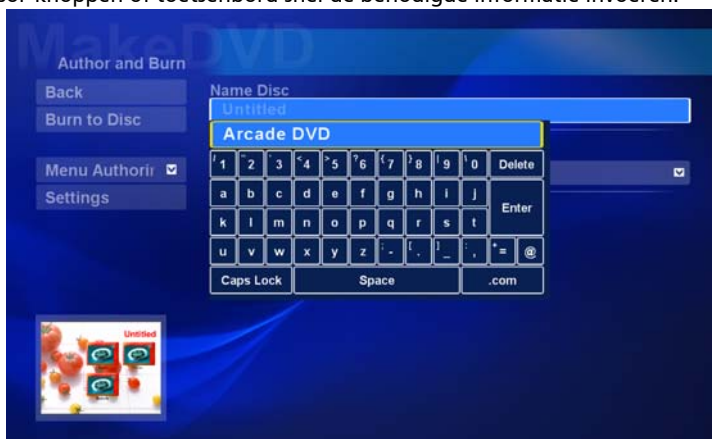 MakeDVD
Author and Burn
Back
Name Disc
Untitled
Burn to Disc
Arcade DVD
1 2 3 4 5 6 7 8 9 0 Delete
Menu Authorin
Settings
a b c d e f g h i j
Enter
k l m n o p q r s t
u v w x y z - . _ , = @
Caps Lock Space .com
Untitled